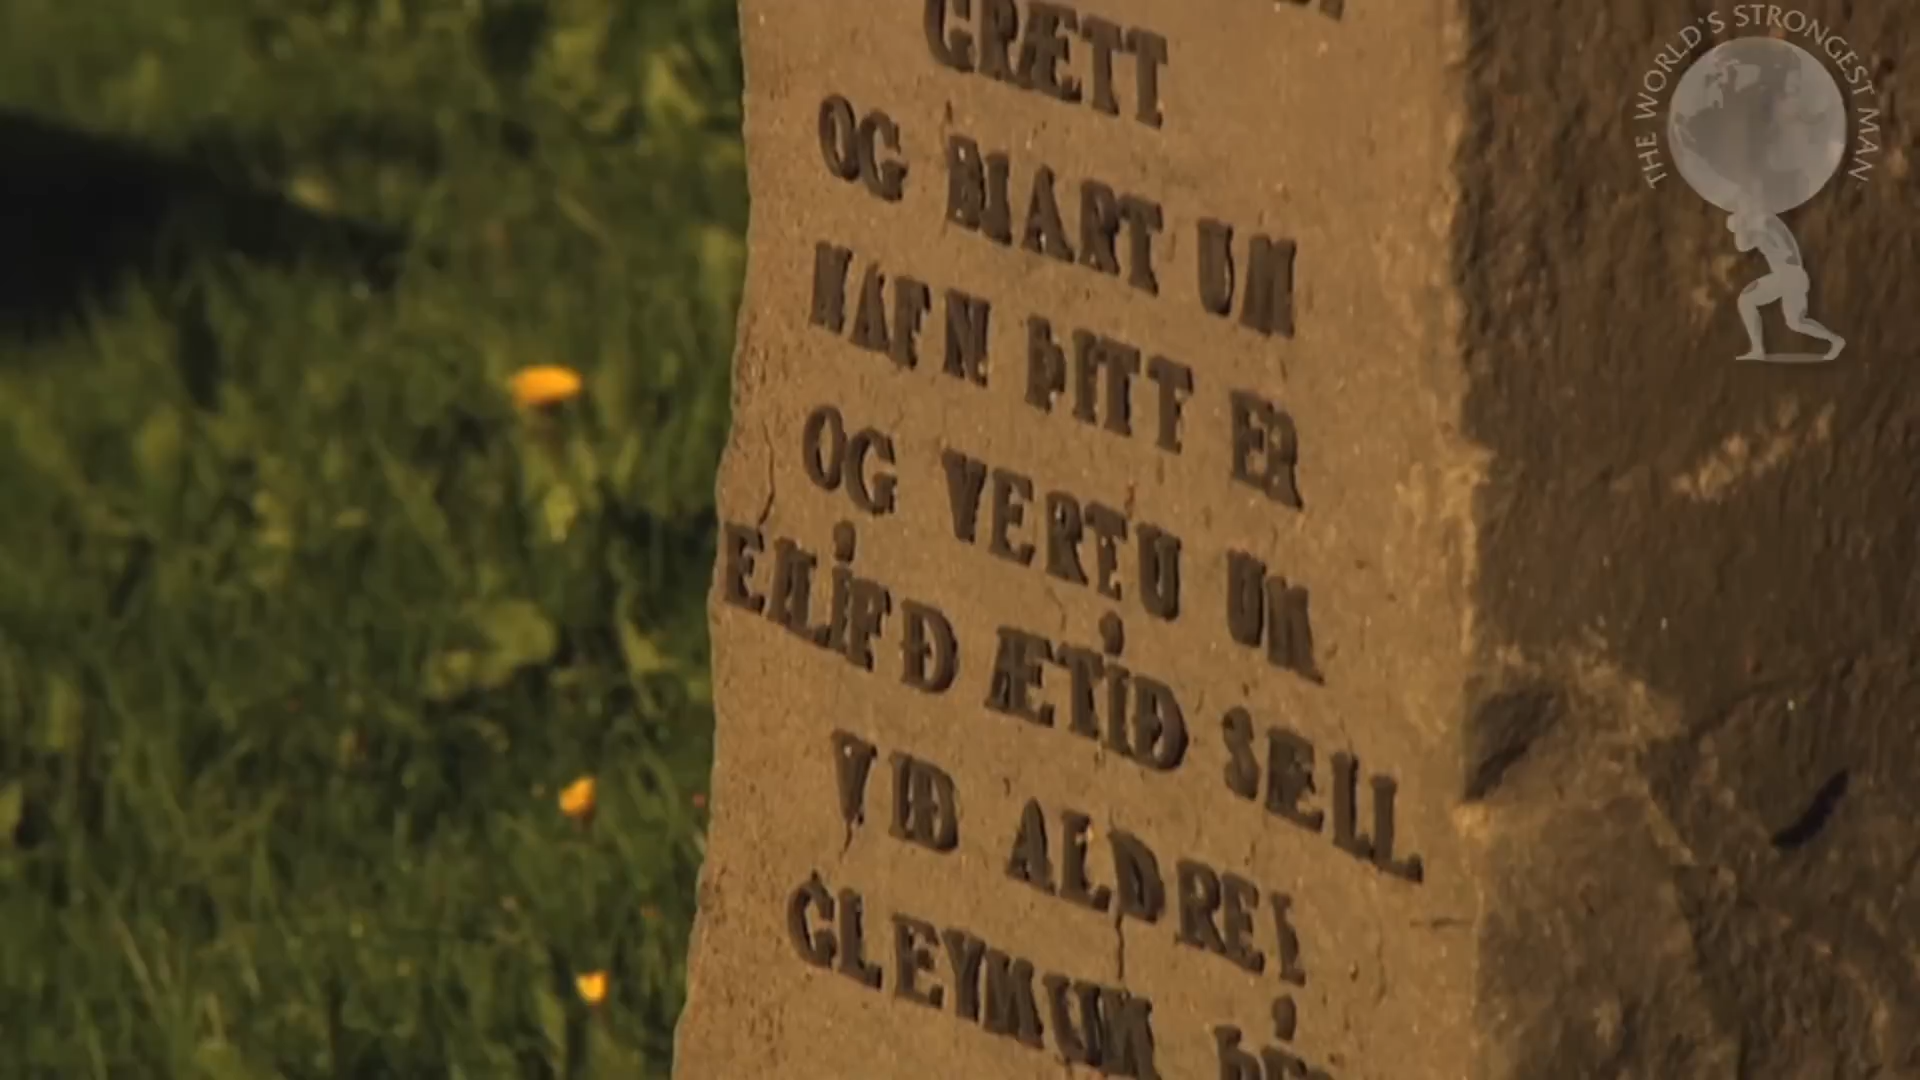 GRÆTT
OG BIART UM
NAFN ÞITT ER
OG VERTU UM
EILÍFÐ ÆTÍÐ SÆLL
VIÐ ALDREI
GLEYMUM
THE WORLD'S STRONGEST MAN